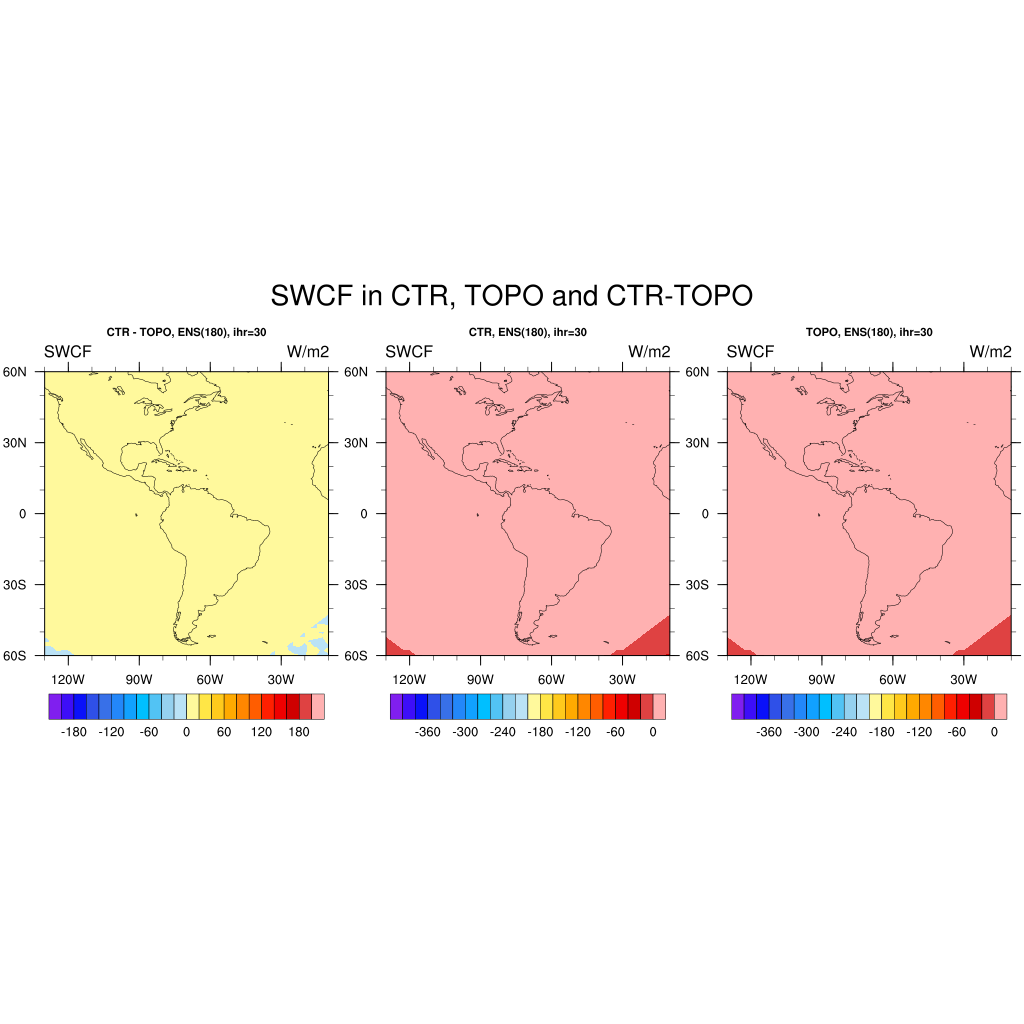 SWCF in CTR, TOPO and CTR-TOPO
CTR - TOPO, ENS(180), ihr=30
SWCF W/m2
60N
30N
0
30S
60S
120W 90W 60W 30W
-180 -120 -60 0 60 120 180
CTR, ENS(180), ihr=30
SWCF W/m2
60N
30N
0
30S
60S
120W 90W 60W 30W
-360 -300 -240 -180 -120 -60 0
TOPO, ENS(180), ihr=30
SWCF W/m2
60N
30N
0
30S
60S
120W 90W 60W 30W
-360 -300 -240 -180 -120 -60 0